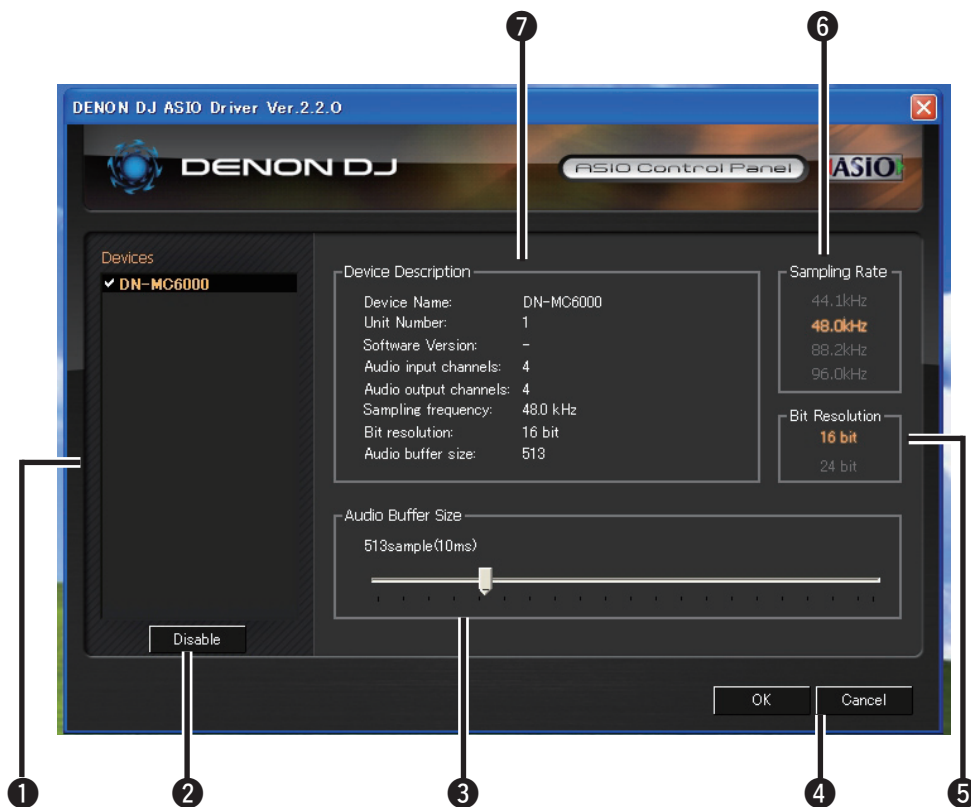 7 6
DENON DJ ASIO Driver Ver.2.2.0
DENON DJ
ASIO Control Panel
ASIO
Devices
DN-MC6000
Device Description
Device Name: DN-MC6000
Unit Number: 1
Software Version: -
Audio input channels: 4
Audio output channels: 4
Sampling frequency: 48.0 kHz
Bit resolution: 16 bit
Audio buffer size: 513
Sampling Rate
44.1kHz
48.0kHz
88.2kHz
96.0kHz
Bit Resolution
16 bit
24 bit
Audio Buffer Size
513sample(10ms)
Disable
OK
Cancel
1 2 3 4 5